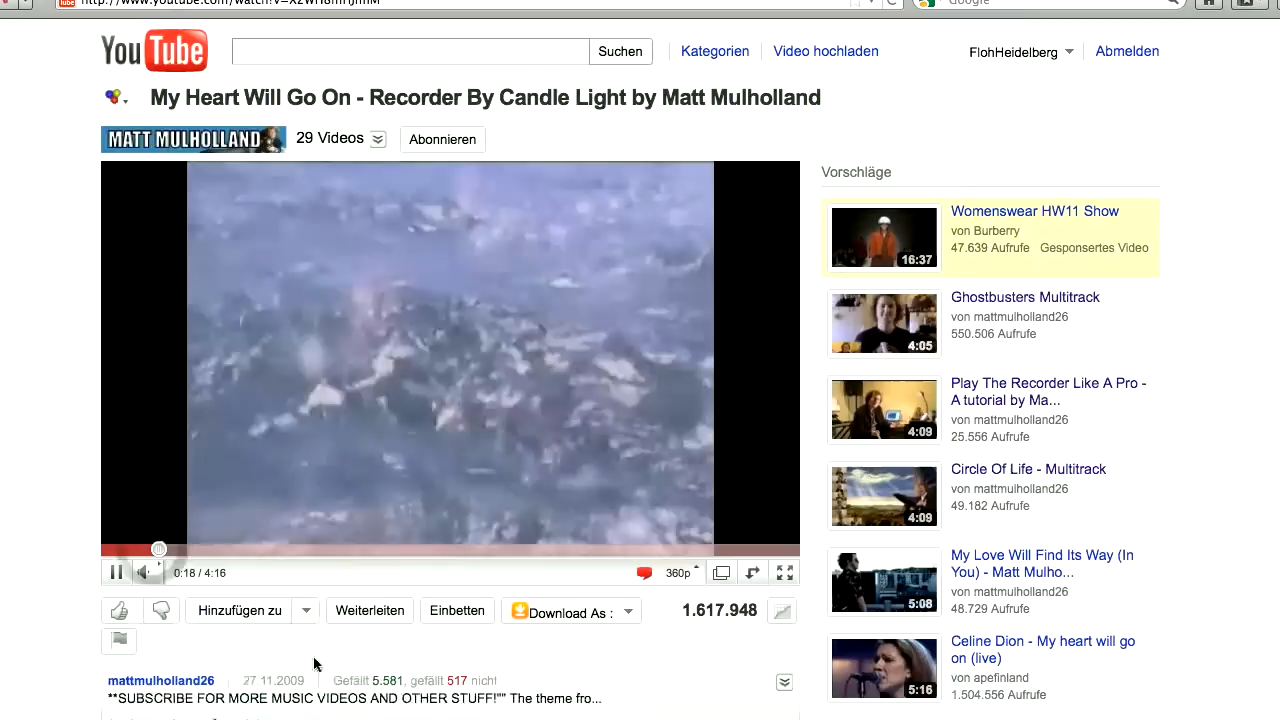 Google
You Tube
Suchen
Kategorien
Video hochladen
FlohHeidelberg
Abmelden
My Heart Will Go On - Recorder By Candle Light by Matt Mulholland
MATT MULHOLLAND
29 Videos
Abonnieren
0:18 / 4:16
360p
Hinzufügen zu
Weiterleiten
Einbetten
Download As :
1.617.948
mattmulholland26
27 11.2009
Gefällt 5.581, gefällt 517 nicht
**SUBSCRIBE FOR MORE MUSIC VIDEOS AND OTHER STUFF!"" The theme fro...
Vorschläge
16:37
Womenswear HW11 Show
von Burberry
47.639 Aufrufe Gesponsertes Video
4:05
Ghostbusters Multitrack
von mattmulholland26
550.506 Aufrufe
4:09
Play The Recorder Like A Pro -
A tutorial by Ma...
von mattmulholland26
25.556 Aufrufe
4:09
Circle Of Life - Multitrack
von mattmulholland26
49.182 Aufrufe
5:08
My Love Will Find Its Way (In
You) - Matt Mulho...
von mattmulholland26
48.729 Aufrufe
5:16
Celine Dion - My heart will go
on (live)
von apefinland
1.504.556 Aufrufe